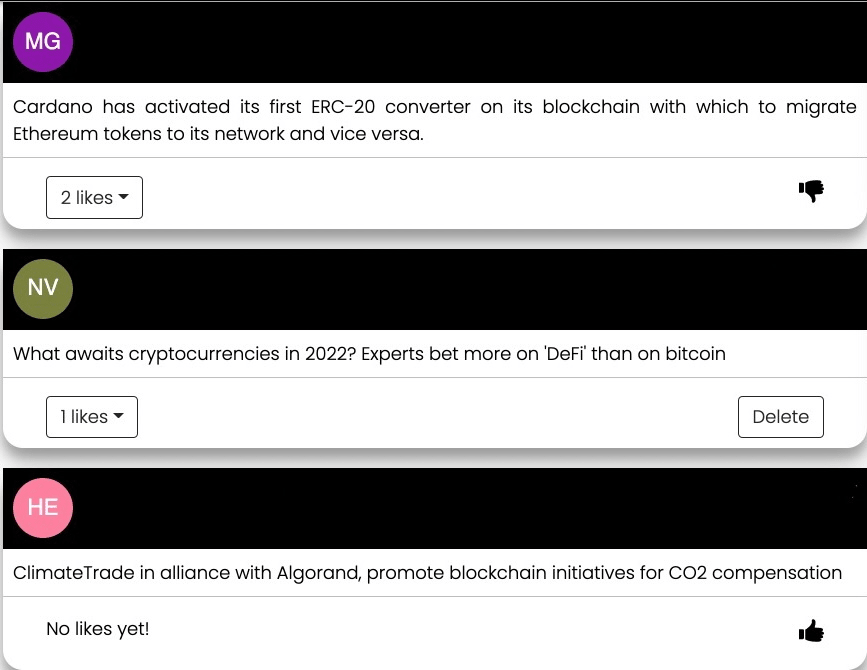 MG
Cardano has activated its first ERC-20 converter on its blockchain with which to migrate
Ethereum tokens to its network and vice versa.
2 likes
NV
What awaits cryptocurrencies in 2022? Experts bet more on 'DeFi' than on bitcoin
1 likes
Delete
HE
ClimateTrade in alliance with Algorand, promote blockchain initiatives for CO2 compensation
No likes yet!